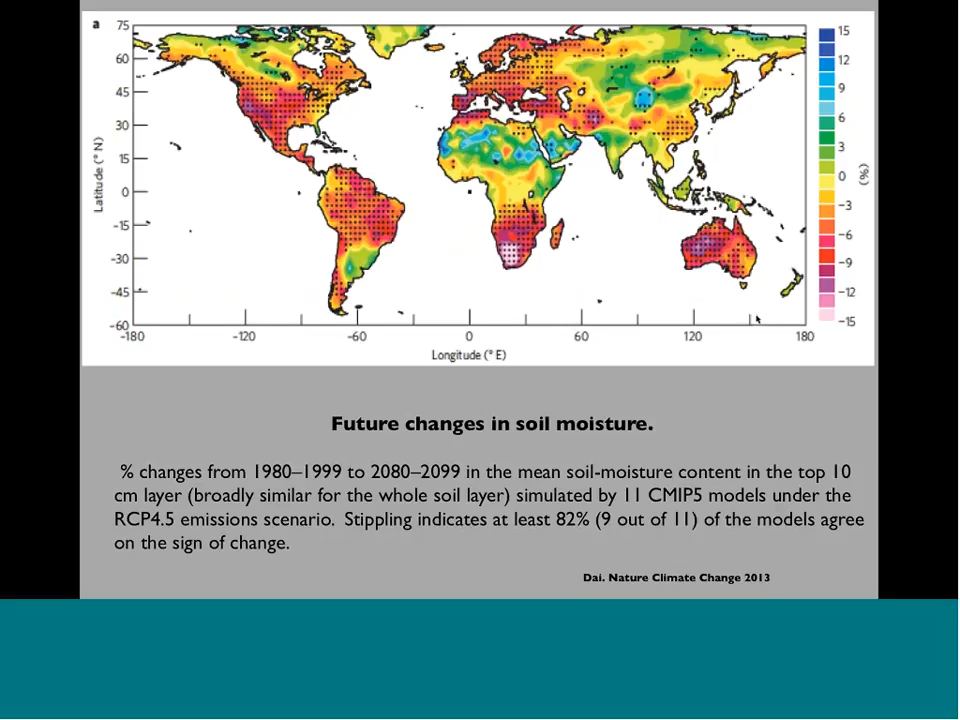 a
75
60
45
30
15
0
-15
-30
-45
-60
Latitude (° N)
-180 -120 -60 0 60 120 180
Longitude (° E)
15
12
9
6
3
0
-3
-6
-9
-12
-15
(%)
Future changes in soil moisture.
% changes from 1980–1999 to 2080–2099 in the mean soil-moisture content in the top 10
cm layer (broadly similar for the whole soil layer) simulated by 11 CMIP5 models under the
RCP4.5 emissions scenario. Stippling indicates at least 82% (9 out of 11) of the models agree
on the sign of change.
Dai. Nature Climate Change 2013